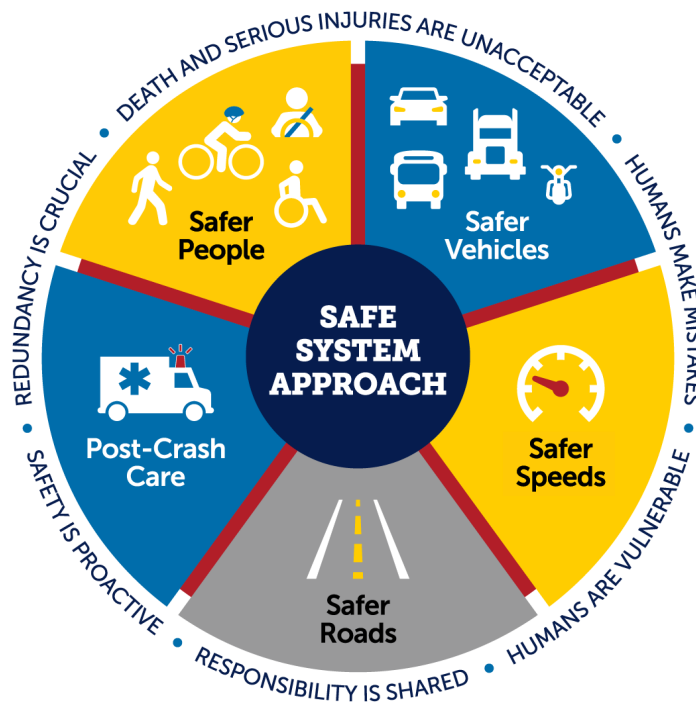 DEATH AND SERIOUS INJURIES ARE UNACCEPTABLE
HUMANS MAKE MISTAKES
HUMANS ARE VULNERABLE
RESPONSIBILITY IS SHARED
SAFETY IS PROACTIVE
REDUNDANCY IS CRUCIAL
Safer
People
Safer
Vehicles
SAFE
SYSTEM
APPROACH
Safer
Speeds
Safer
Roads
Post-Crash
Care